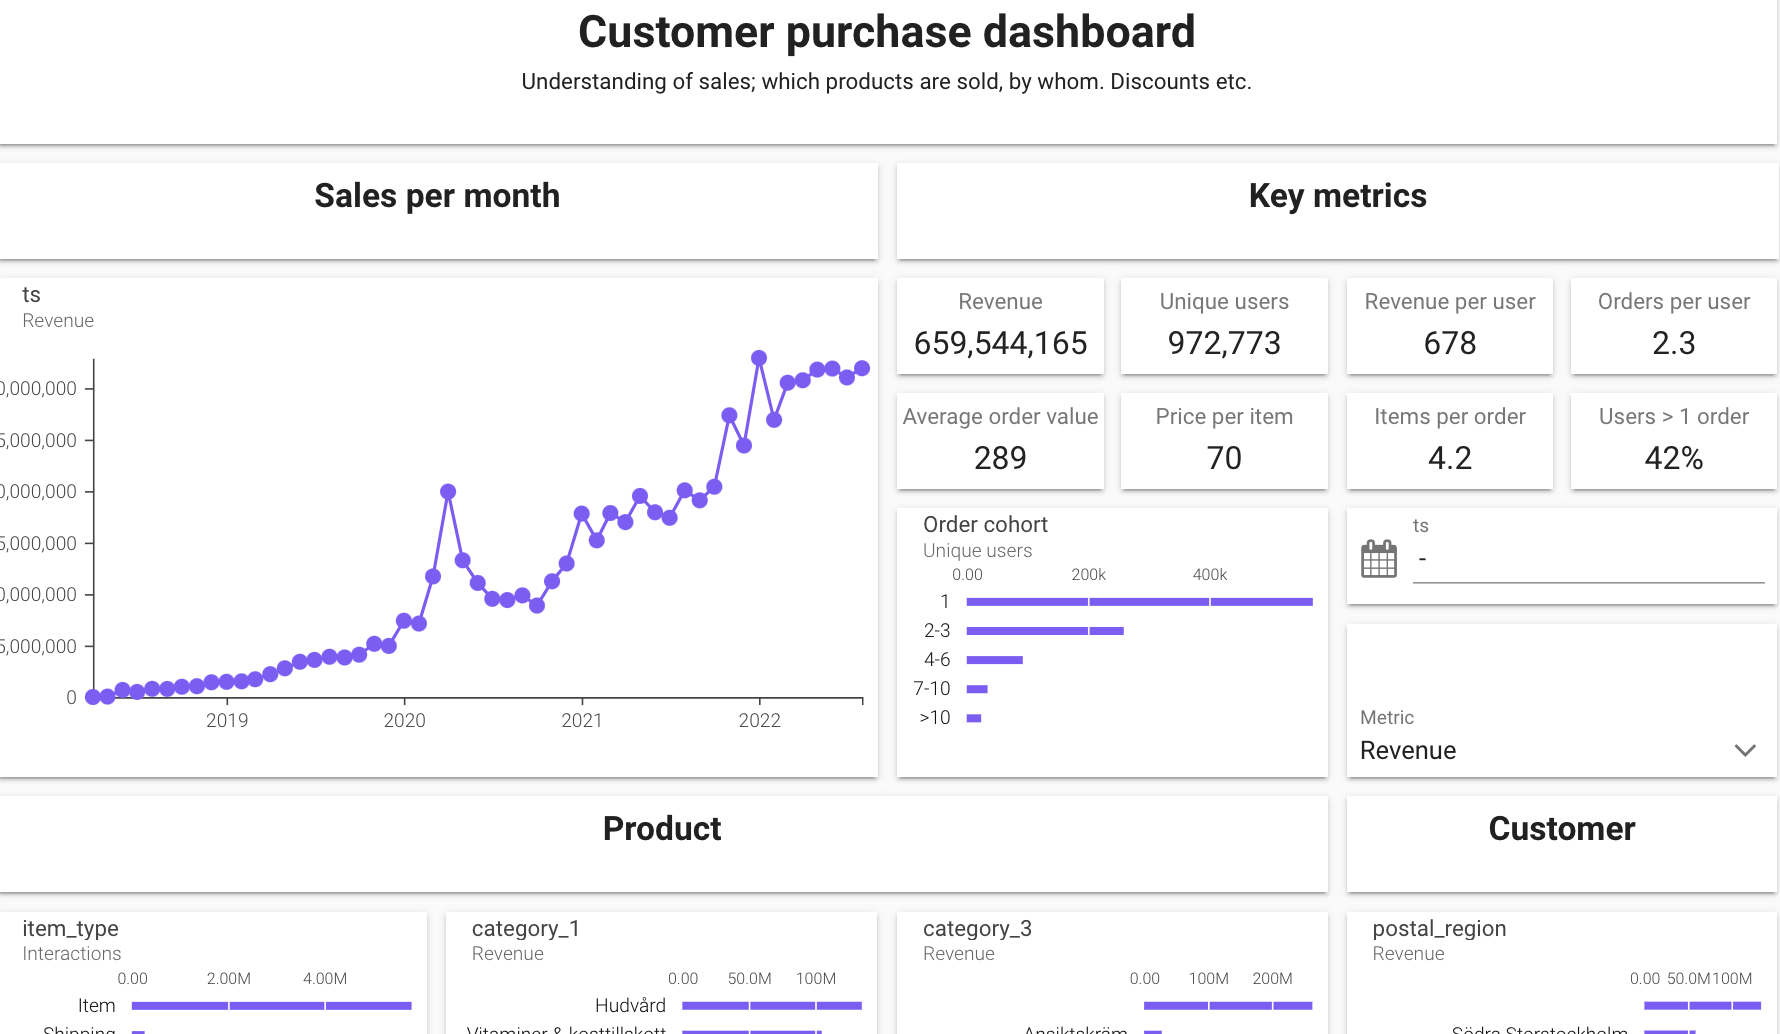 Customer purchase dashboard
Understanding of sales; which products are sold, by whom. Discounts etc.
Sales per month
Key metrics
ts
Revenue
0,000,000
5,000,000
0,000,000
5,000,000
0,000,000
5,000,000
0
2019
2020
2021
2022
Revenue
659,544,165
Unique users
972,773
Revenue per user
678
Orders per user
2.3
Average order value
289
Price per item
70
Items per order
4.2
Users > 1 order
42%
Order cohort
Unique users
0.00 200k 400k
1
2-3
4-6
7-10
>10
ts
-
Metric
Revenue
Product
Customer
item_type
Interactions
0.00 2.00M 4.00M
Item
Shipping
category_1
Revenue
0.00 50.0M 100M
Hudvård
Vitaminer & kosttillskott
category_3
Revenue
0.00 100M 200M
Ansiktskräm
postal_region
Revenue
0.00 50.0M 100M
Södra Storstockholm